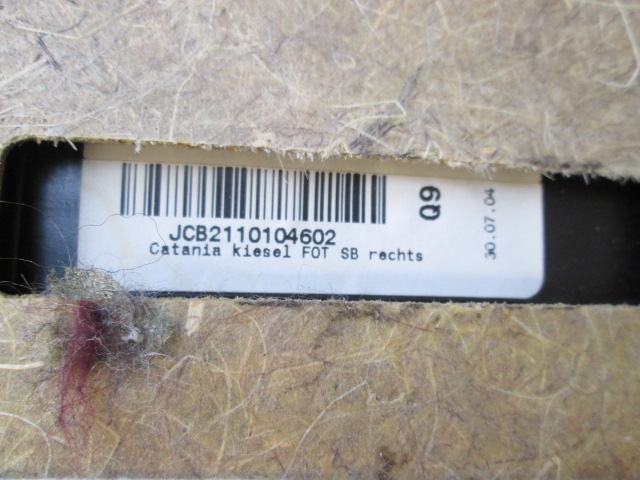 JCB2110104602
Catania kiesel FOT SB rechts
Q9
30.07.04